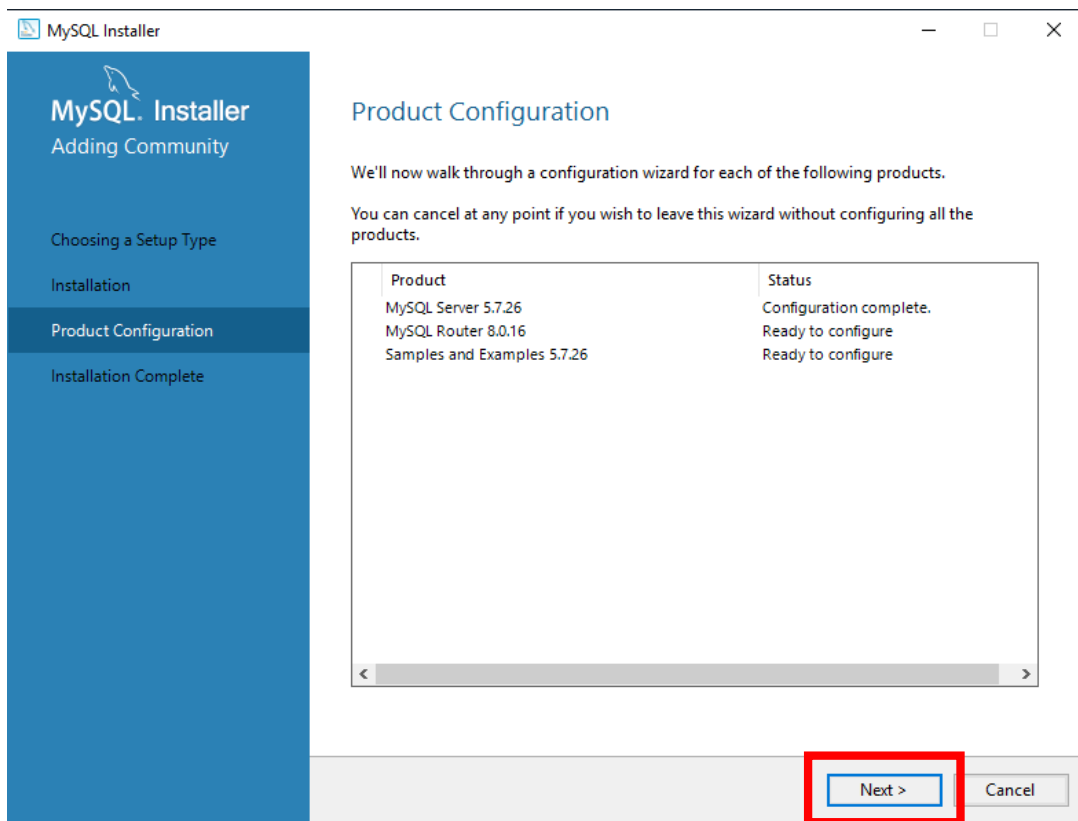 MySQL Installer
MySQL. Installer
Adding Community
Choosing a Setup Type
Installation
Product Configuration
Installation Complete
Product Configuration
We'll now walk through a configuration wizard for each of the following products.
You can cancel at any point if you wish to leave this wizard without configuring all the
products.
Product Status
MySQL Server 5.7.26 Configuration complete.
MySQL Router 8.0.16 Ready to configure
Samples and Examples 5.7.26 Ready to configure
Next > Cancel